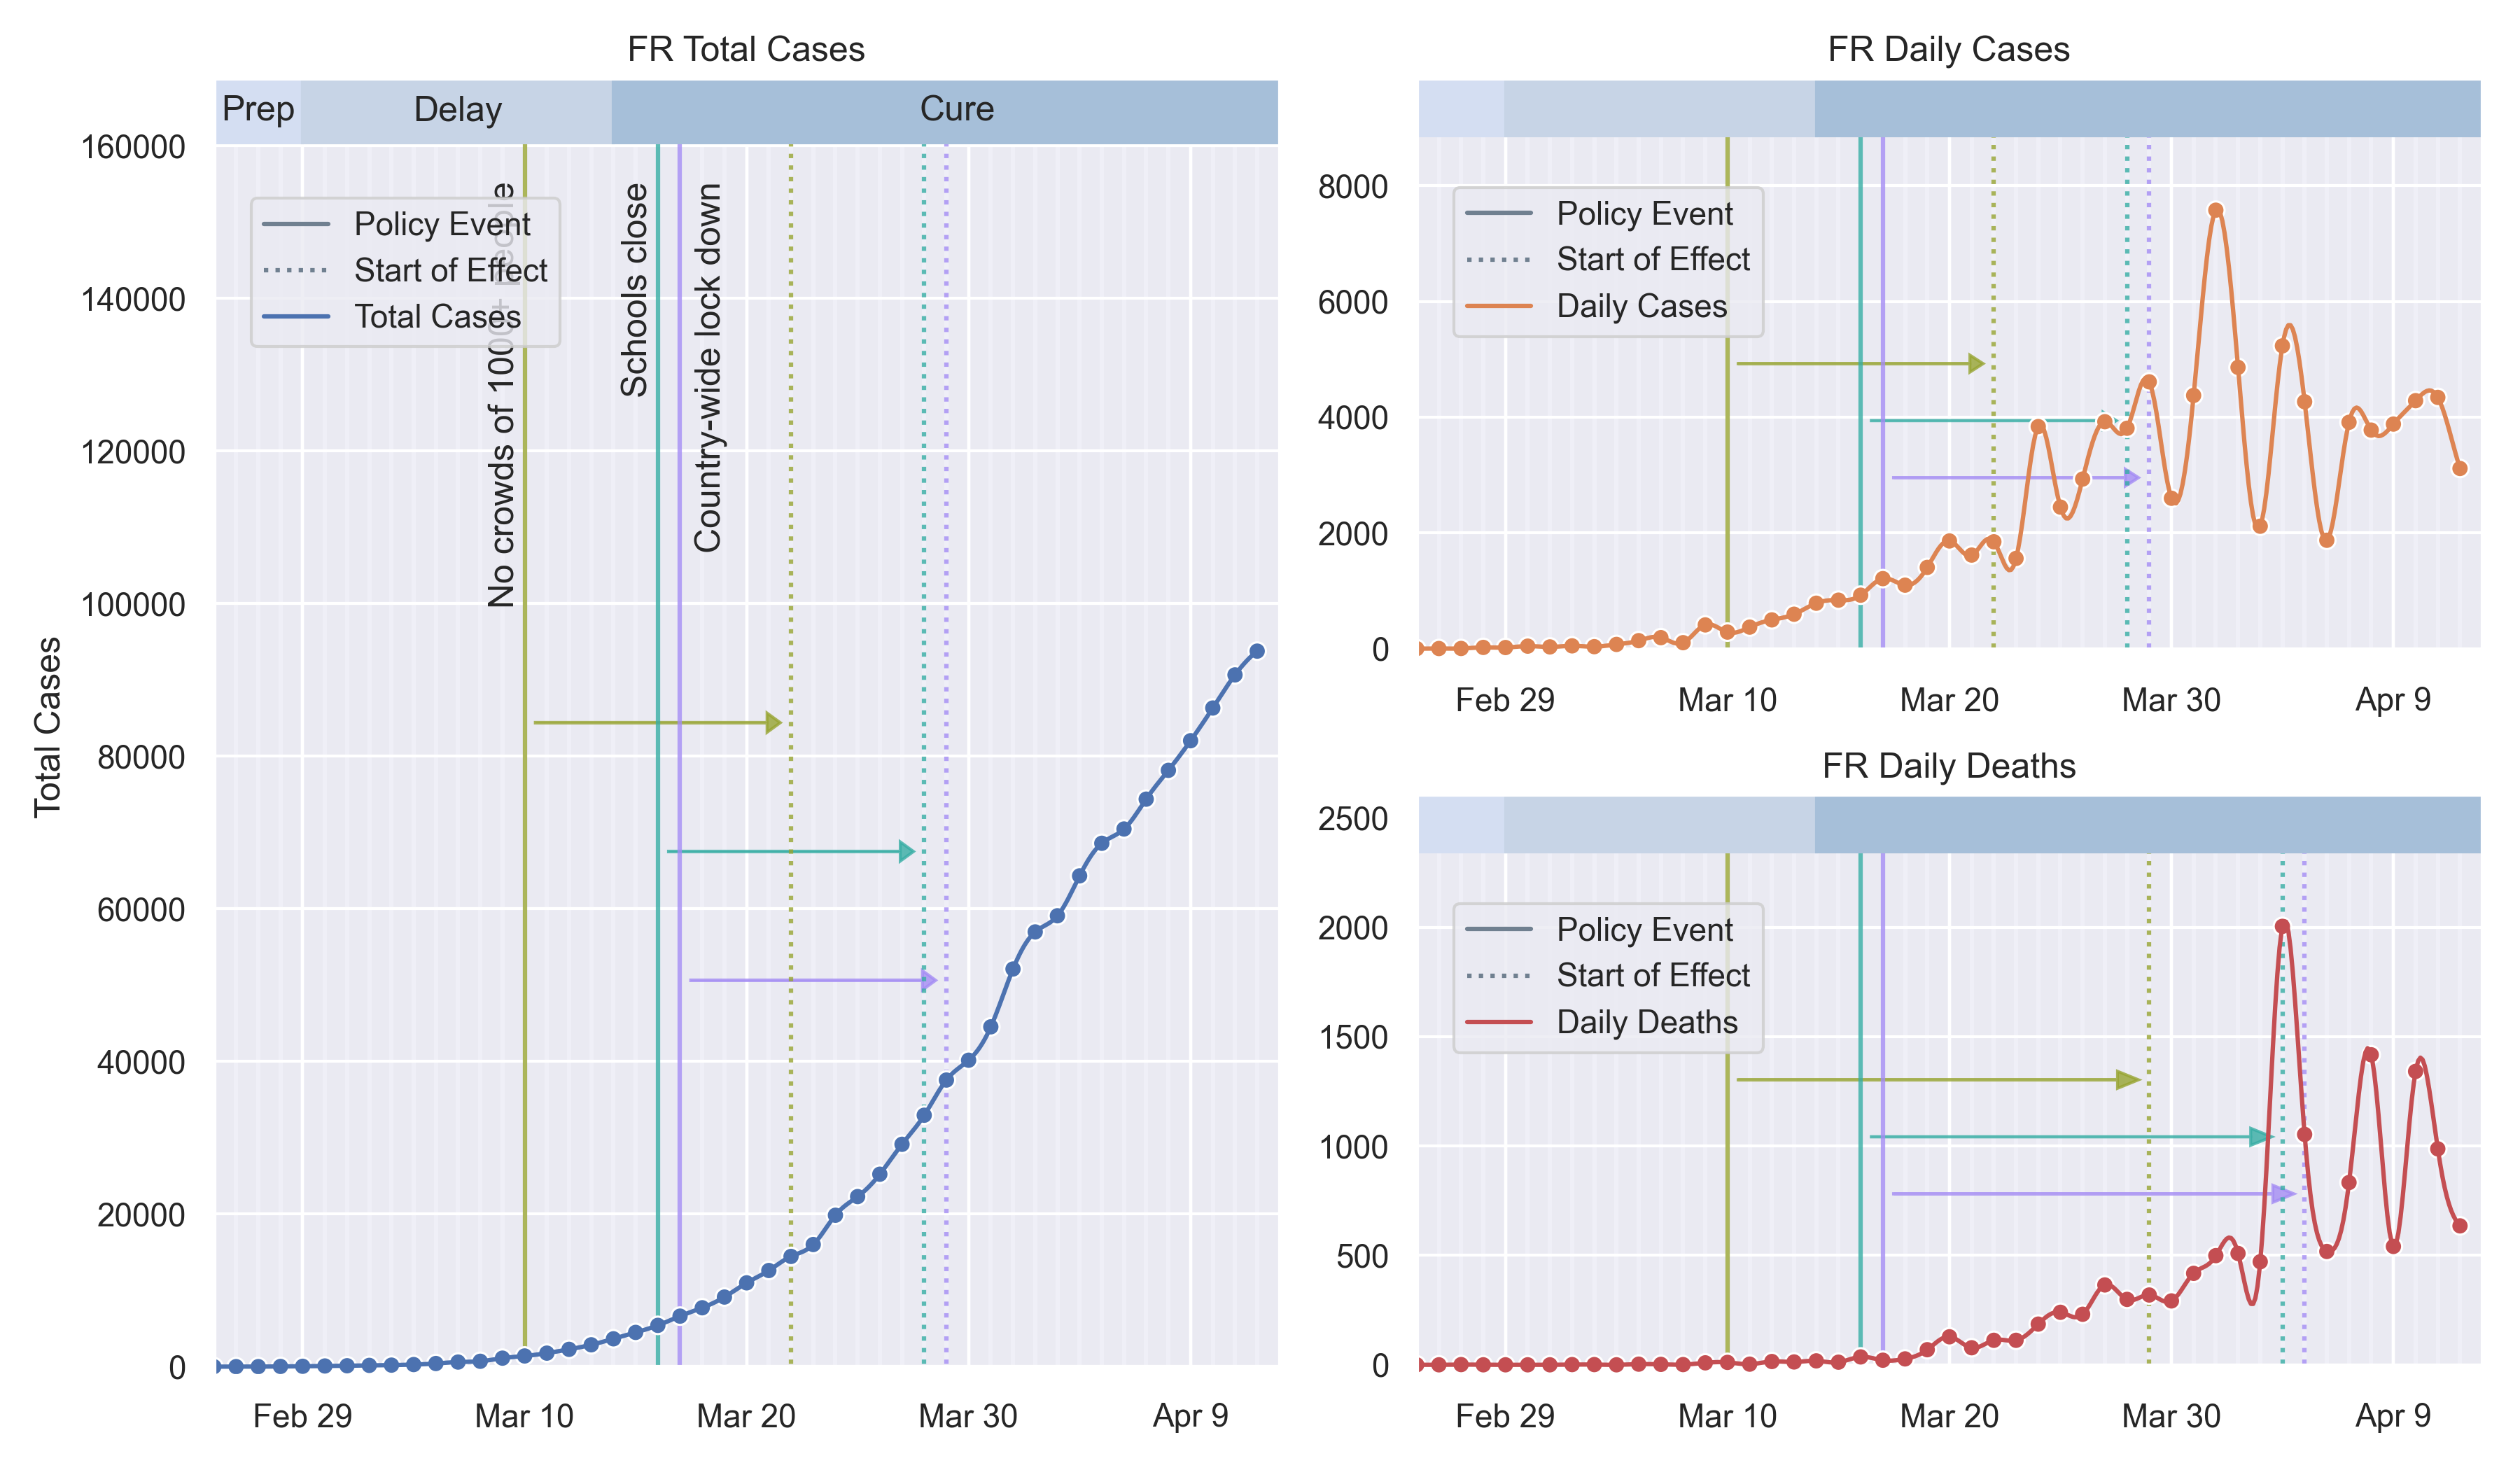 FR Total Cases
Prep Delay Cure
160000
140000
120000
100000
80000
60000
40000
20000
0
Total Cases
Policy Event
Start of Effect
Total Cases
No crowds of 1000+ people
Schools close
Country-wide lock down
Feb 29 Mar 10 Mar 20 Mar 30 Apr 9
FR Daily Cases
8000
6000
4000
2000
0
Policy Event
Start of Effect
Daily Cases
Feb 29 Mar 10 Mar 20 Mar 30 Apr 9
FR Daily Deaths
2500
2000
1500
1000
500
0
Policy Event
Start of Effect
Daily Deaths
Feb 29 Mar 10 Mar 20 Mar 30 Apr 9